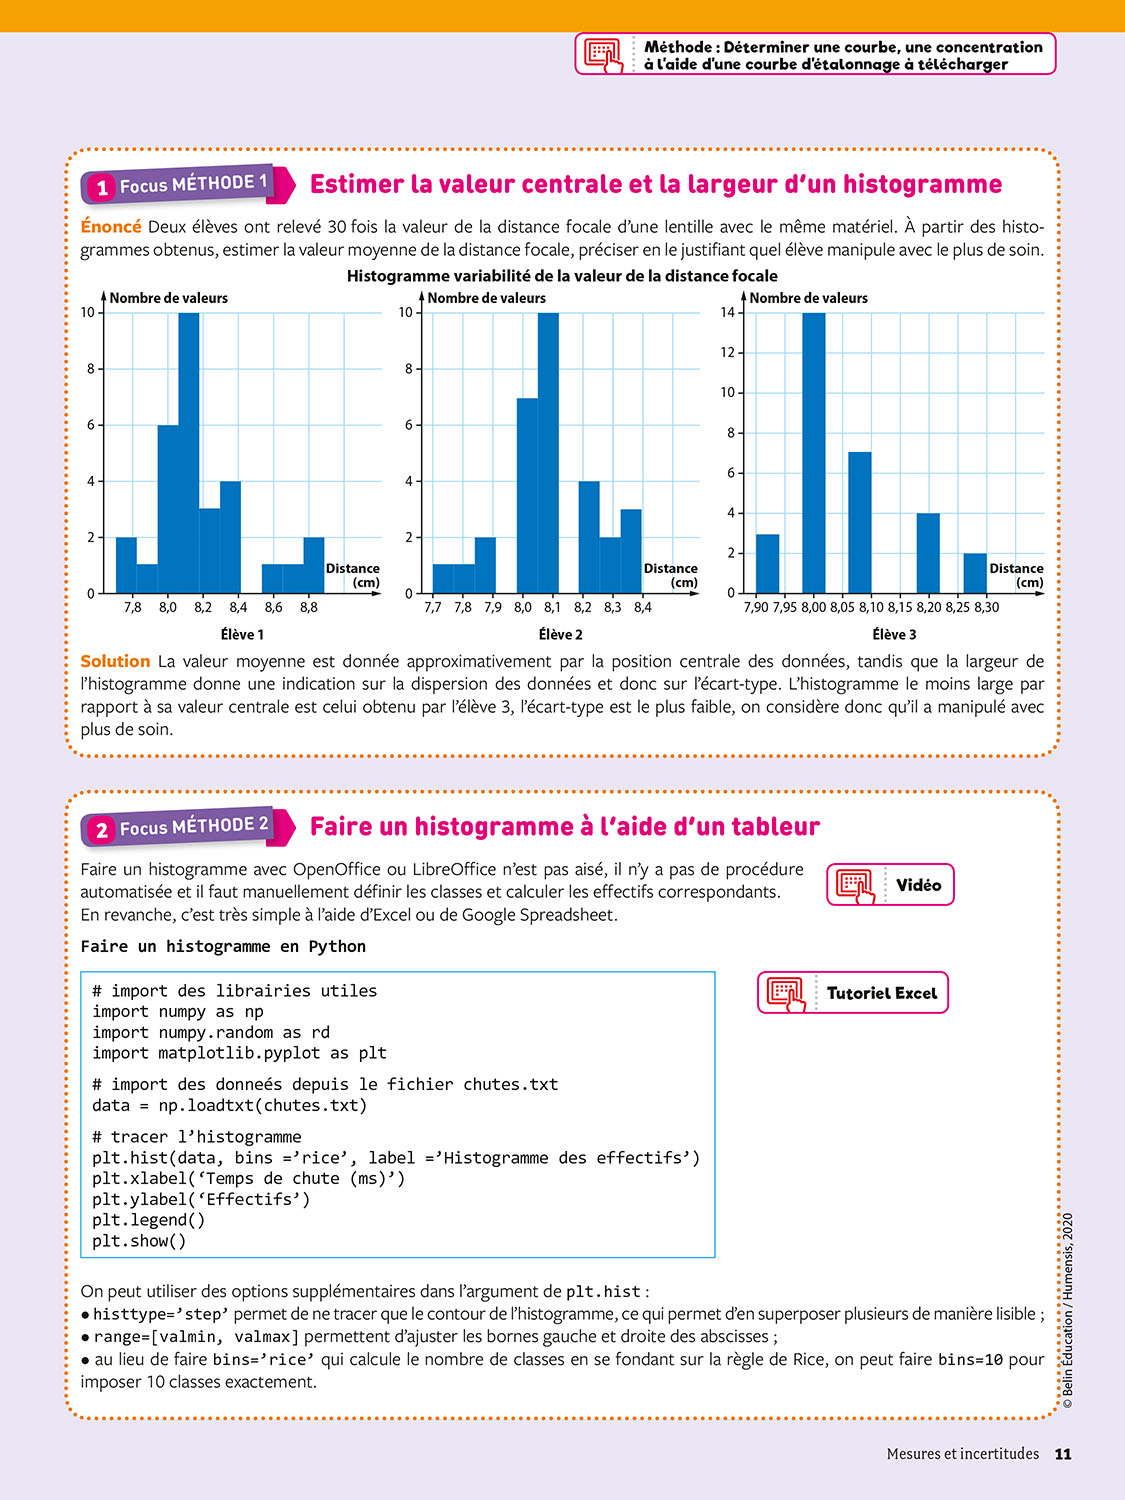 Méthode : Déterminer une courbe, une concentration
à l'aide d'une courbe d'étalonnage à télécharger
1 Focus MÉTHODE 1
Estimer la valeur centrale et la largeur d’un histogramme
Énoncé Deux élèves ont relevé 30 fois la valeur de la distance focale d’une lentille avec le même matériel. À partir des histo-
grammes obtenus, estimer la valeur moyenne de la distance focale, préciser en le justifiant quel élève manipule avec le plus de soin.
Histogramme variabilité de la valeur de la distance focale
Nombre de valeurs
10
8
6
4
2
0
7,8 8,0 8,2 8,4 8,6 8,8
Distance
(cm)
Élève 1
Nombre de valeurs
10
8
6
4
2
0
7,7 7,8 7,9 8,0 8,1 8,2 8,3 8,4
Distance
(cm)
Élève 2
Nombre de valeurs
14
12
10
8
6
4
2
0
7,90 7,95 8,00 8,05 8,10 8,15 8,20 8,25 8,30
Distance
(cm)
Élève 3
Solution La valeur moyenne est donnée approximativement par la position centrale des données, tandis que la largeur de
l’histogramme donne une indication sur la dispersion des données et donc sur l’écart-type. L’histogramme le moins large par
rapport à sa valeur centrale est celui obtenu par l’élève 3, l’écart-type est le plus faible, on considère donc qu’il a manipulé avec
plus de soin.
2 Focus MÉTHODE 2
Faire un histogramme à l’aide d’un tableur
Faire un histogramme avec OpenOffice ou LibreOffice n’est pas aisé, il n’y a pas de procédure
automatisée et il faut manuellement définir les classes et calculer les effectifs correspondants.
En revanche, c’est très simple à l’aide d’Excel ou de Google Spreadsheet.
Vidéo
Faire un histogramme en Python
Tutoriel Excel
# import des librairies utiles
import numpy as np
import numpy.random as rd
import matplotlib.pyplot as plt
# import des donneés depuis le fichier chutes.txt
data = np.loadtxt(chutes.txt)
# tracer l’histogramme
plt.hist(data, bins =’rice’, label =’Histogramme des effectifs’)
plt.xlabel(‘Temps de chute (ms)’)
plt.ylabel(‘Effectifs’)
plt.legend()
plt.show()
On peut utiliser des options supplémentaires dans l’argument de plt.hist :
● histtype=’step’ permet de ne tracer que le contour de l’histogramme, ce qui permet d’en superposer plusieurs de manière lisible ;
● range=[valmin, valmax] permettent d’ajuster les bornes gauche et droite des abscisses ;
● au lieu de faire bins=’rice’ qui calcule le nombre de classes en se fondant sur la règle de Rice, on peut faire bins=10 pour
imposer 10 classes exactement.
© Belin Éducation / Humensis, 2020
Mesures et incertitudes 11